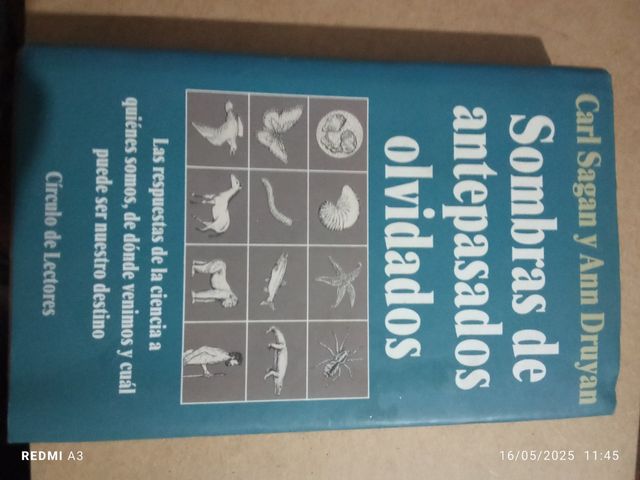 Carl Sagan y Ann Druyan
Sombras de
antepasados
olvidados
Las respuestas de la ciencia a
quiénes somos, de dónde venimos y cuál
puede ser nuestro destino
Círculo de Lectores
REDMI A3
16/05/2025 11:45